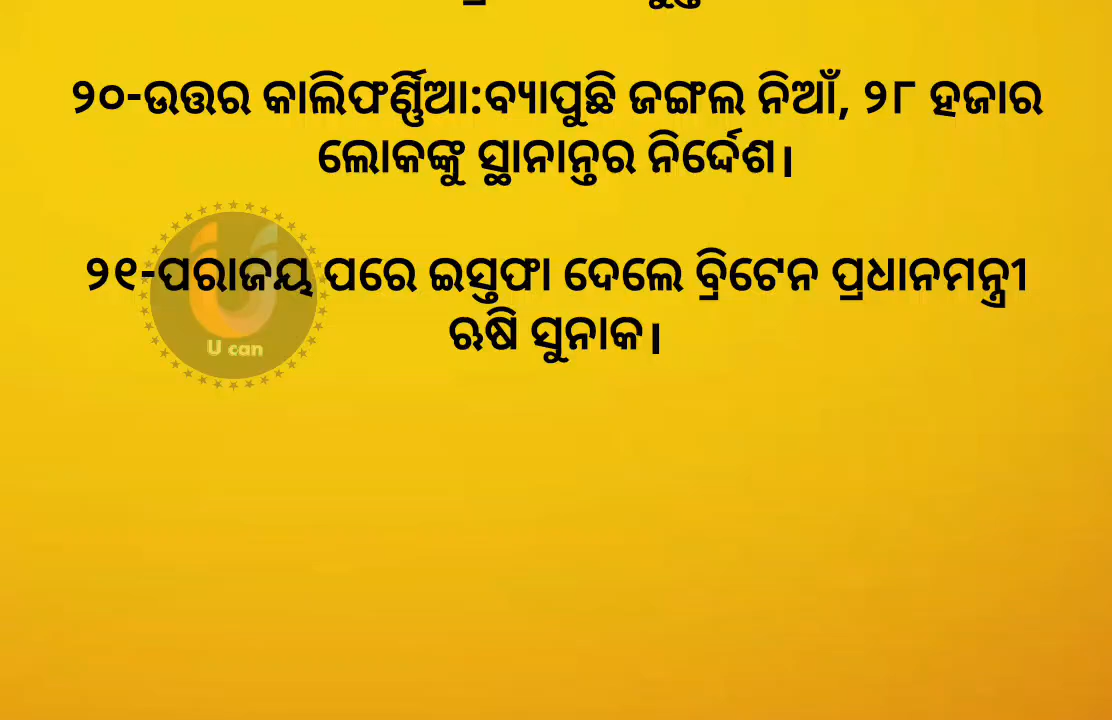 ୨୦-ଉତ୍ତର କାଲିଫର୍ଣ୍ଣିଆ:ବ୍ୟାପୁଛି ଜଙ୍ଗଲ ନିଆଁ, ୨୮ ହଜାର
ଲୋକଙ୍କୁ ସ୍ଥାନାନ୍ତର ନିର୍ଦ୍ଦେଶ।
୨୧-ପରାଜୟ ପରେ ଇସ୍ତଫା ଦେଲେ ବ୍ରିଟେନ ପ୍ରଧାନମନ୍ତ୍ରୀ
ଋଷି ସୁନାକ।
U can